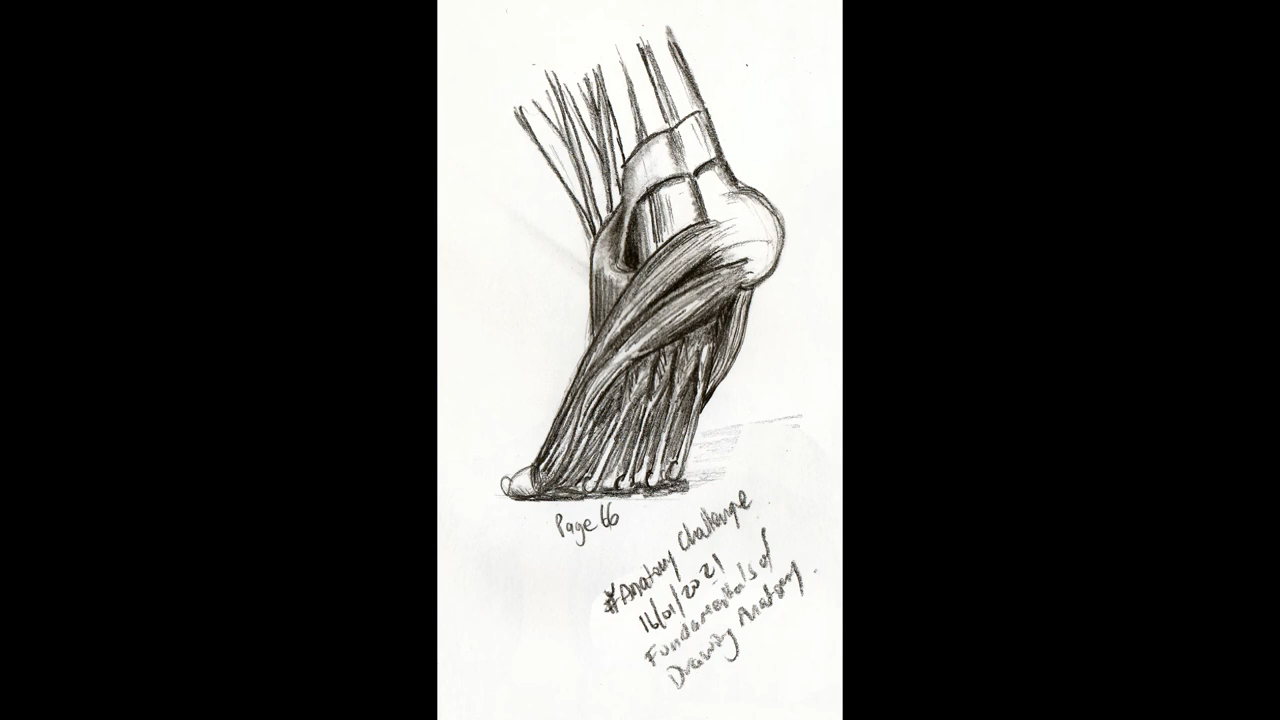 Page 66
#Anatomy Challenge
16/01/2021
Fundamentals of
Drawing Anatomy.